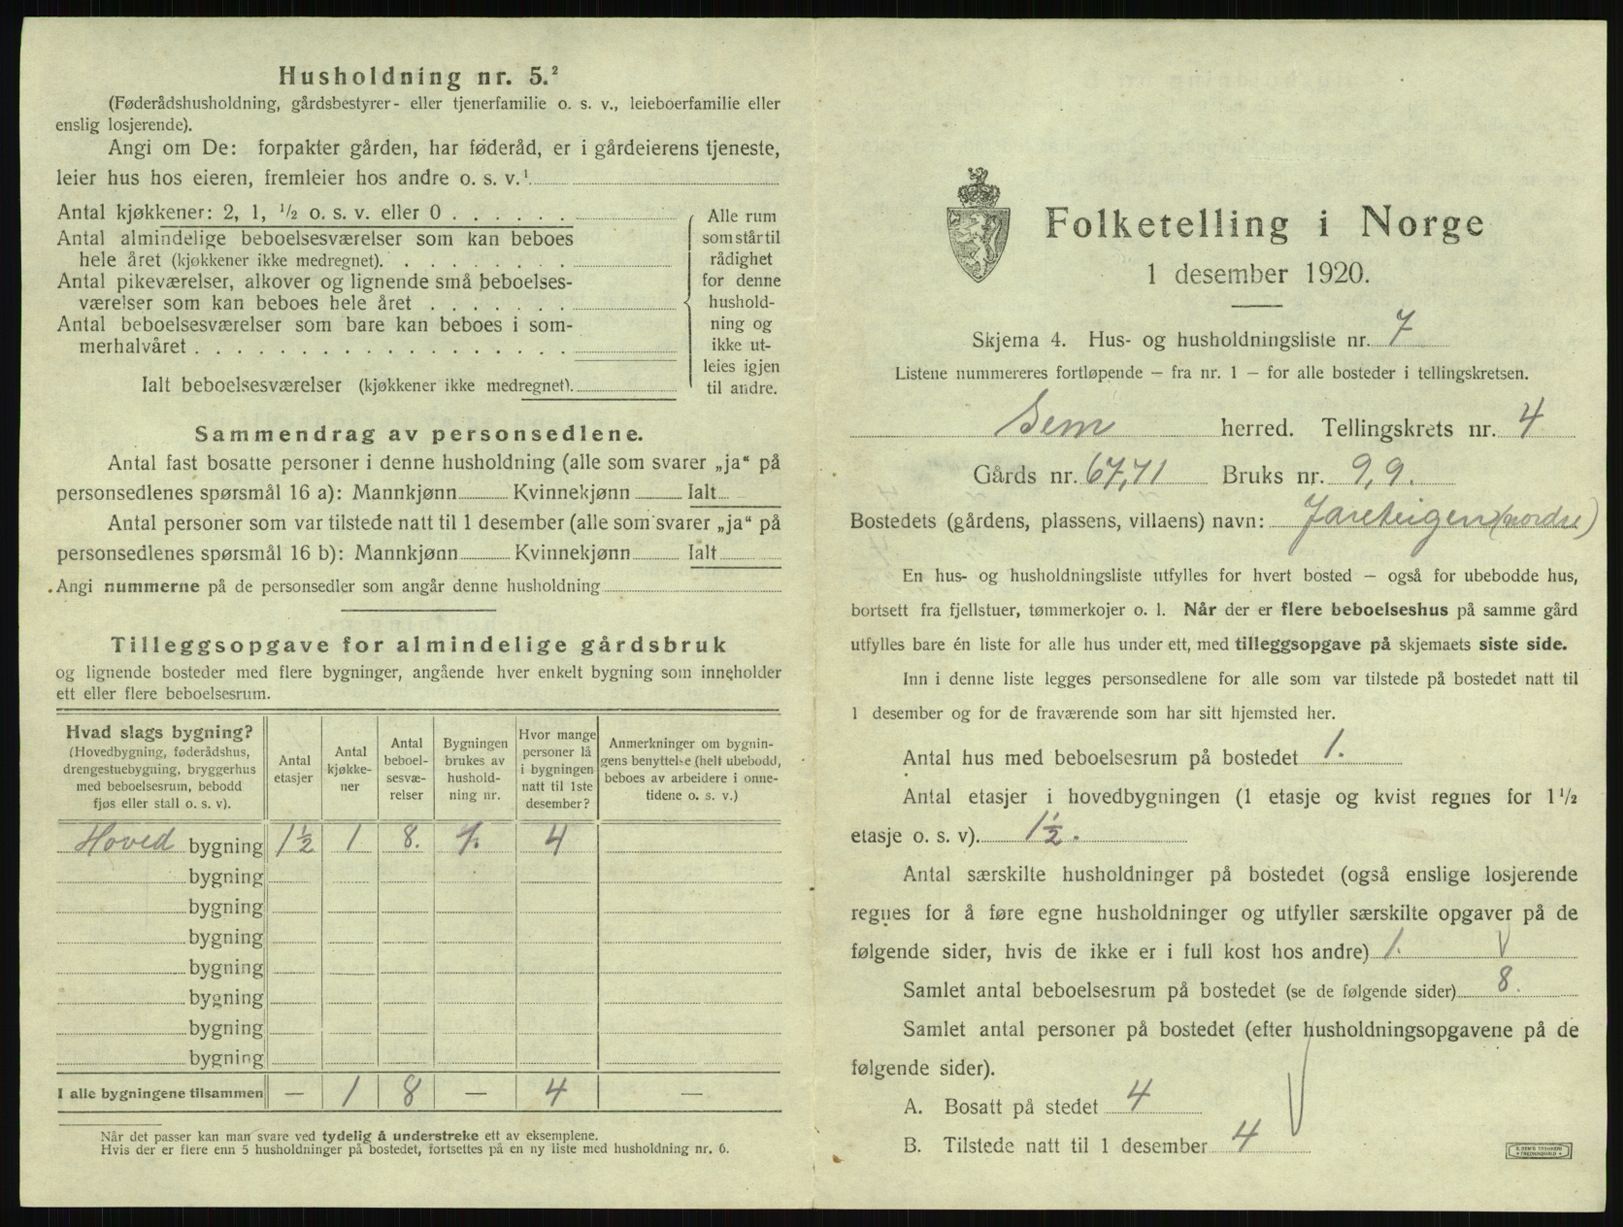 Husholdning nr. 5.²
(Føderådshusholdning, gårdsbestyrer- eller tjenerfamilie o. s. v., leieboerfamilie eller
enslig losjerende).
Angi om De: forpakter gården, har føderåd, er i gårdeierens tjeneste,
leier hus hos eieren, fremleier hos andre o. s. v.¹
Antal kjøkkener: 2, 1, ½ o. s. v. eller 0 . . . . . .
Antal almindelige beboelsesværelser som kan beboes
hele året (kjøkkener ikke medregnet). . . . . . . . .
Antal pikeværelser, alkover og lignende små beboelses-
værelser som kan beboes hele året . . . . . . .
Antal beboelsesværelser som bare kan beboes i som-
merhalvåret . . . . . . . . . . . . . . . . . .
Ialt beboelsesværelser (kjøkkener ikke medregnet).
Alle rum
som står til
rådighet
for denne
hushold-
ning og
ikke ut-
leies igjen
til andre.
Sammendrag av personsedlene.
Antal fast bosatte personer i denne husholdning (alle som svarer „ja“ på
personsedlenes spørsmål 16 a): Mannkjønn Kvinnekjønn Ialt
Antal personer som var tilstede natt til 1 desember (alle som svarer „ja“ på
personsedlenes spørsmål 16 b): Mannkjønn Kvinnekjønn Ialt
Angi nummerne på de personsedler som angår denne husholdning
Tilleggsopgave for almindelige gårdsbruk
og lignende bosteder med flere bygninger, angående hver enkelt bygning som inneholder
ett eller flere beboelsesrum.
Hvad slags bygning?
(Hovedbygning, føderådshus,
drengestuebygning, bryggerhus
med beboelsesrum, bebodd
fjøs eller stall o. s. v).
Antal
etasjer
Antal
kjøkke-
ner
Antal
beboel-
sesvæ-
relser
Bygningen
brukes av
hushold-
ning nr.
Hvor mange
personer lå
i bygningen
natt til 1ste
desember?
Anmerkninger om bygnin-
gens benyttelse (helt ubebodd,
beboes av arbeidere i onne-
tidene o. s. v.)
Hoved bygning 1½ 1 8. 1. 4
bygning
bygning
bygning
bygning
bygning
bygning
bygning
I alle bygningene tilsammen — 1 8 — 4 —
Når det passer kan man svare ved tydelig å understreke ett av eksemplene.
Hvis der er flere enn 5 husholdninger på bostedet, fortsettes på en ny liste med husholdning nr. 6.
Folketelling i Norge
1 desember 1920.
Skjema 4. Hus- og husholdningsliste nr. 7
Listene nummereres fortløpende — fra nr. 1 — for alle bosteder i tellingskretsen.
Sem herred. Tellingskrets nr. 4
Gårds nr. 67,71 Bruks nr. 9,9.
Bostedets (gårdens, plassens, villaens) navn: Jareteigen (nordre)
En hus- og husholdningsliste utfylles for hvert bosted — også for ubebodde hus,
bortsett fra fjellstuer, tømmerkojer o. l. Når der er flere beboelseshus på samme gård
utfylles bare én liste for alle hus under ett, med tilleggsopgave på skjemaets siste side.
Inn i denne liste legges personsedlene for alle som var tilstede på bostedet natt til
1 desember og for de fraværende som har sitt hjemsted her.
Antal hus med beboelsesrum på bostedet 1.
Antal etasjer i hovedbygningen (1 etasje og kvist regnes for 1½
etasje o. s. v). 1½.
Antal særskilte husholdninger på bostedet (også enslige losjerende
regnes for å føre egne husholdninger og utfyller særskilte opgaver på de
følgende sider, hvis de ikke er i full kost hos andre) 1.
Samlet antal beboelsesrum på bostedet (se de følgende sider) 8.
Samlet antal personer på bostedet (efter husholdningsopgavene på de
følgende sider).
A. Bosatt på stedet 4
B. Tilstede natt til 1 desember 4